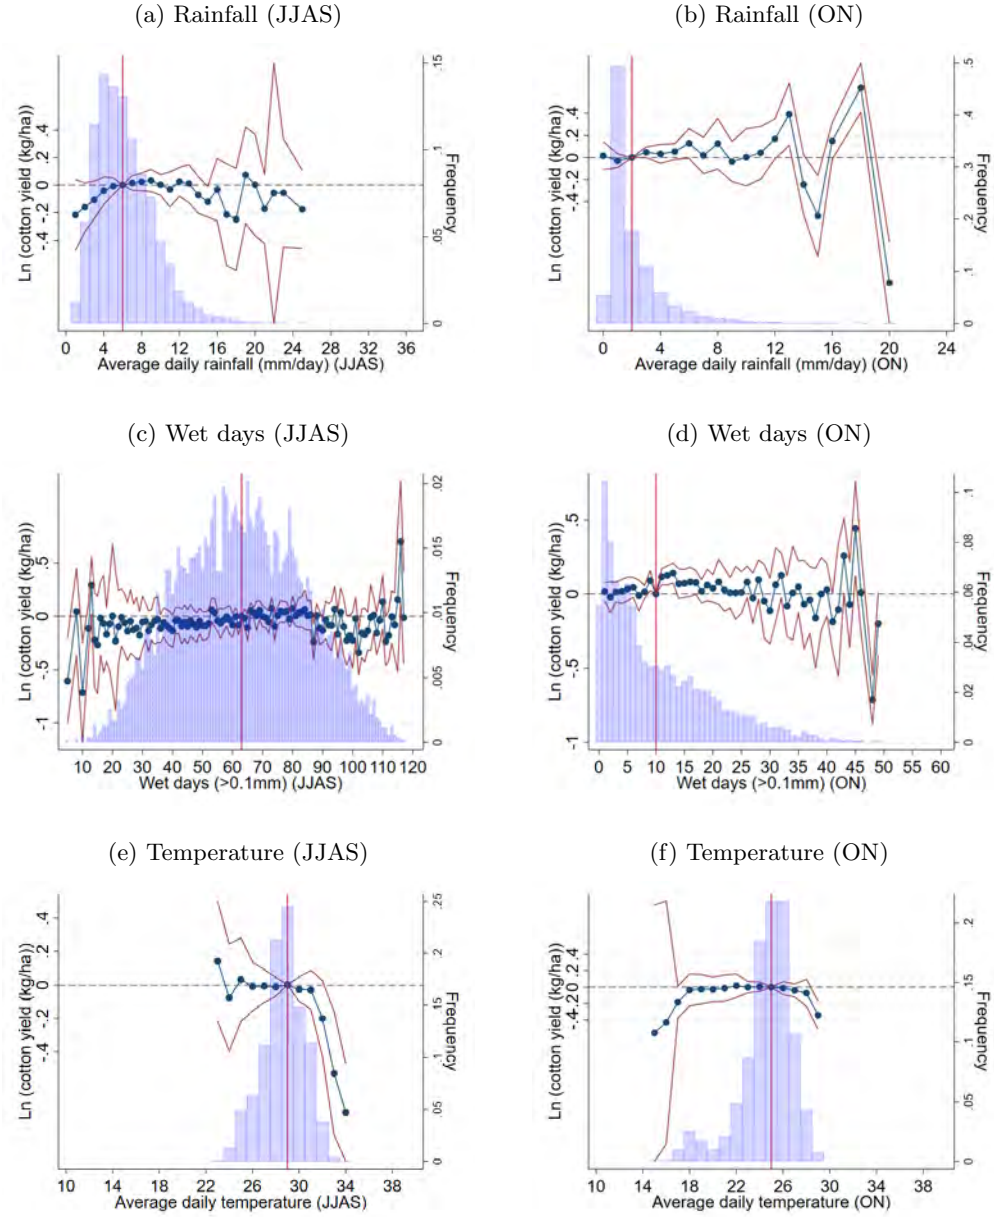 (a) Rainfall (JJAS)
Ln (cotton yield (kg/ha))
.4
.2
0
-.2
-.4
.15
.1
.05
0
Frequency
0 4 8 12 16 20 24 28 32 36
Average daily rainfall (mm/day) (JJAS)
(b) Rainfall (ON)
Ln (cotton yield (kg/ha))
.4
.2
0
-.2
-.4
.5
.4
.3
.2
.1
0
Frequency
0 4 8 12 16 20 24
Average daily rainfall (mm/day) (ON)
(c) Wet days (JJAS)
Ln (cotton yield (kg/ha))
.5
0
-.5
-1
.02
.015
.01
.005
0
Frequency
10 20 30 40 50 60 70 80 90 100 110 120
Wet days (>0.1mm) (JJAS)
(d) Wet days (ON)
Ln (cotton yield (kg/ha))
.5
0
-.5
-1
.1
.08
.06
.04
.02
0
Frequency
0 5 10 15 20 25 30 35 40 45 50 55 60
Wet days (>0.1mm) (ON)
(e) Temperature (JJAS)
Ln (cotton yield (kg/ha))
.4
.2
0
-.2
-.4
.25
.2
.15
.1
.05
0
Frequency
10 14 18 22 26 30 34 38
Average daily temperature (JJAS)
(f) Temperature (ON)
Ln (cotton yield (kg/ha))
.4
.2
0
-.2
-.4
.2
.15
.1
.05
0
Frequency
10 14 18 22 26 30 34 38
Average daily temperature (ON)